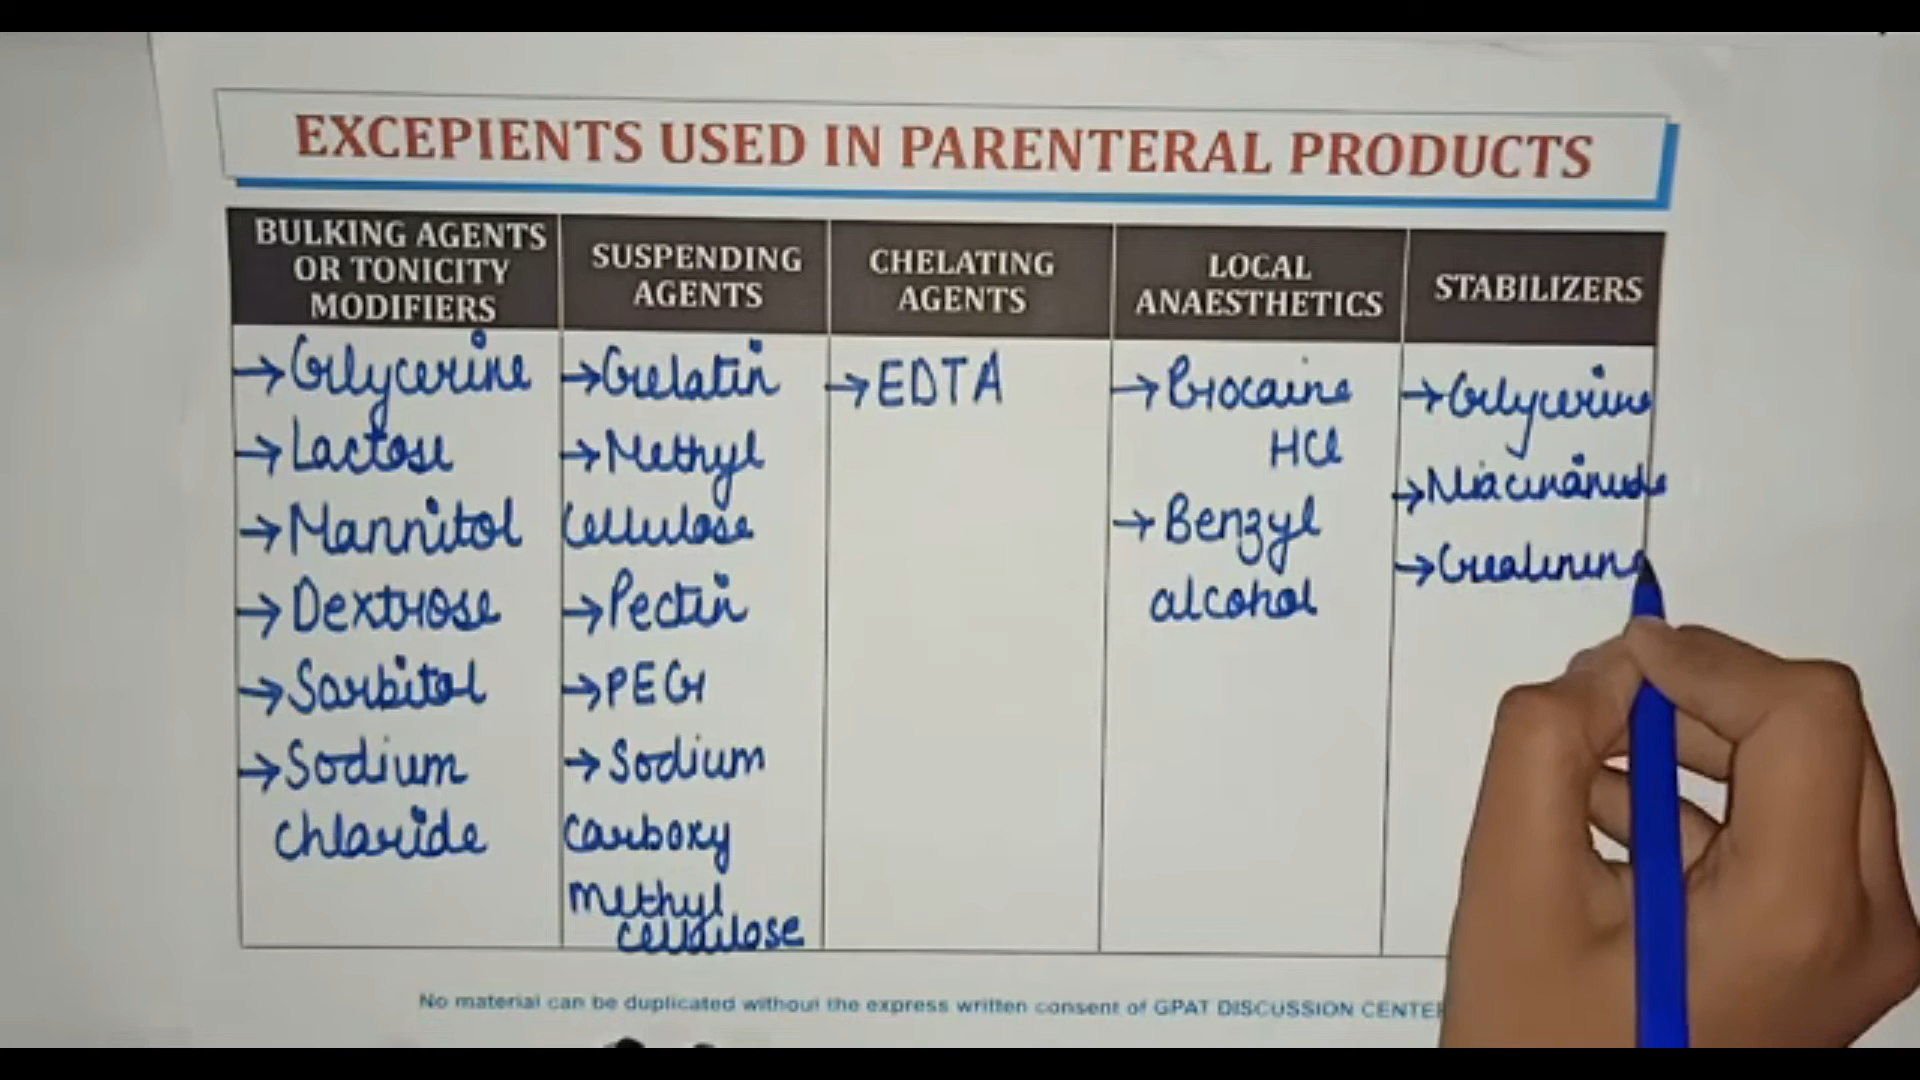 EXCEPIENTS USED IN PARENTERAL PRODUCTS
BULKING AGENTS
OR TONICITY
MODIFIERS
→Glycerine
→Lactose
→Mannitol
→Dextrose
→Sorbitol
→Sodium
chloride
SUSPENDING
AGENTS
→Gelatin
→Methyl
cellulose
→Pectin
→PEG
→Sodium
carboxy
methyl
cellulose
CHELATING
AGENTS
→EDTA
LOCAL
ANAESTHETICS
→Procaine
HCl
→Benzyl
alcohol
STABILIZERS
→Glycerine
→Niacinamide
→Creatinine
No material can be duplicated without the express written consent of GPAT DISCUSSION CENTER